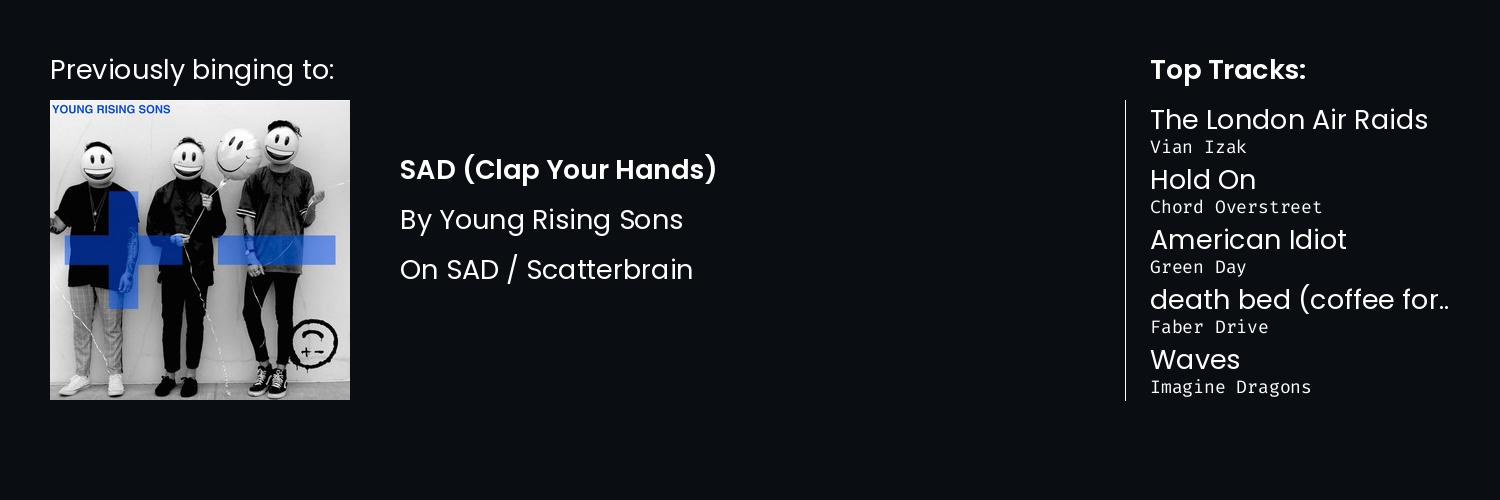 Previously binging to:
YOUNG RISING SONS
SAD (Clap Your Hands)
By Young Rising Sons
On SAD / Scatterbrain
Top Tracks:
The London Air Raids
Vian Izak
Hold On
Chord Overstreet
American Idiot
Green Day
death bed (coffee for..
Faber Drive
Waves
Imagine Dragons